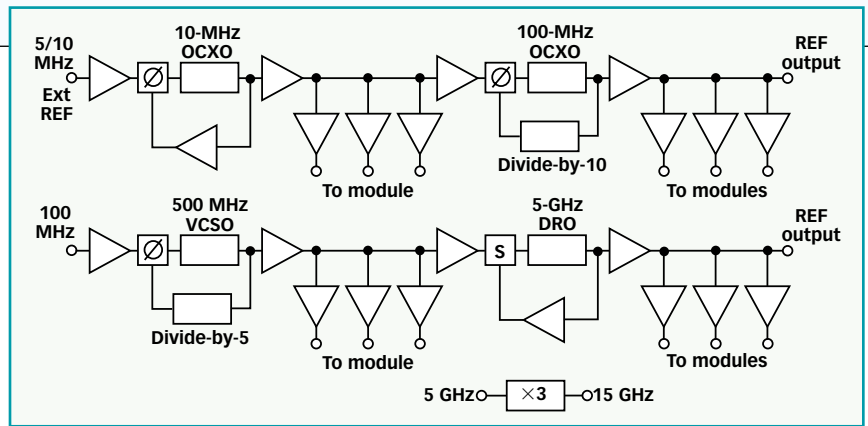 5/10 MHz
Ext REF
10-MHz OCXO
Ø
To module
100-MHz OCXO
Ø
Divide-by-10
REF output
To modules
100 MHz
500 MHz VCSO
Ø
Divide-by-5
To module
5-GHz DRO
S
REF output
To modules
5 GHz
×3
15 GHz